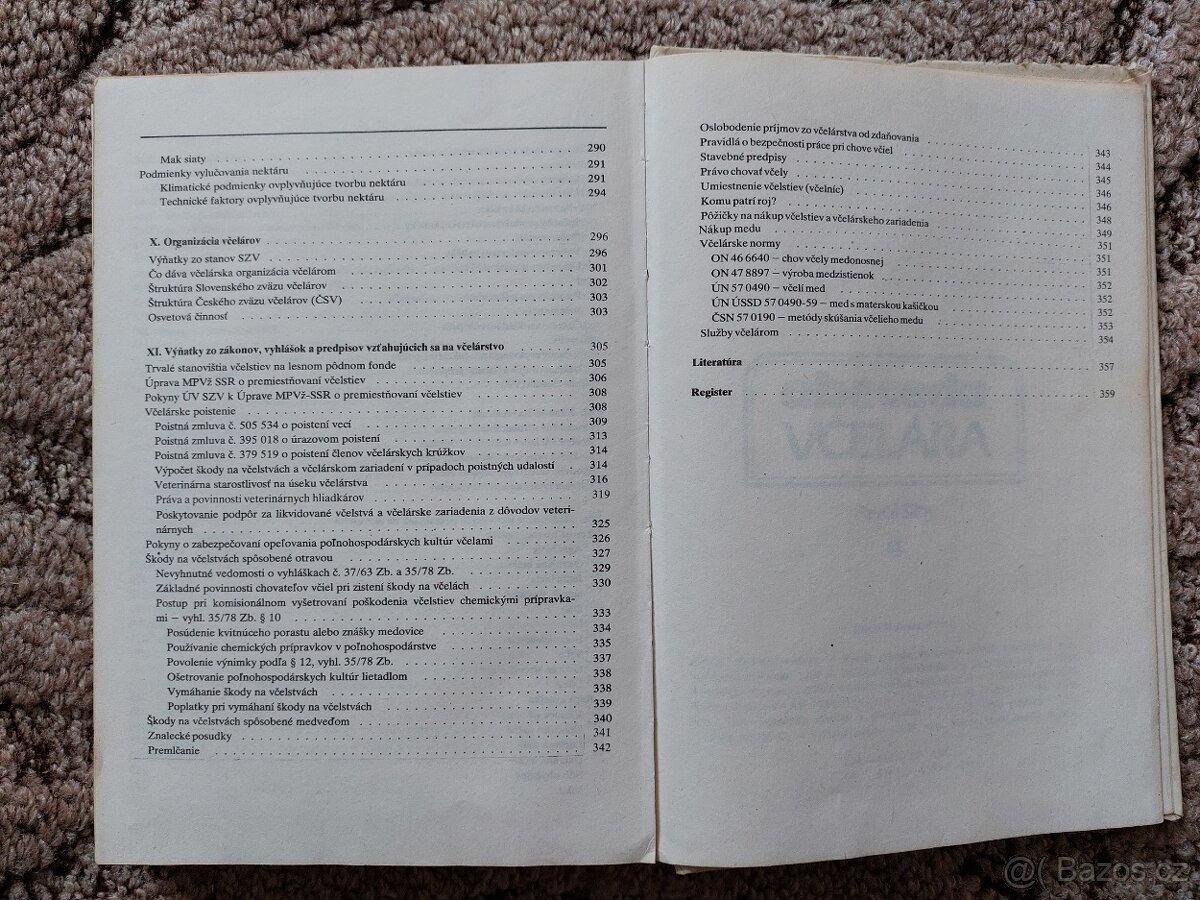 Mak siaty 290
Podmienky vylučovania nektáru 291
Klimatické podmienky ovplyvňujúce tvorbu nektáru 291
Technické faktory ovplyvňujúce tvorbu nektáru 294
X. Organizácia včelárov 296
Výňatky zo stanov SZV 296
Čo dáva včelárska organizácia včelárom 301
Štruktúra Slovenského zväzu včelárov 302
Štruktúra Českého zväzu včelárov (ČSV) 303
Osvetová činnosť 303
XI. Výňatky zo zákonov, vyhlášok a predpisov vzťahujúcich sa na včelárstvo 305
Trvalé stanovištia včelstiev na lesnom pôdnom fonde 305
Úprava MPVž SSR o premiestňovaní včelstiev 306
Pokyny ÚV SZV k Úprave MPVž-SSR o premiestňovaní včelstiev 308
Včelárske poistenie 308
Poistná zmluva č. 505 534 o poistení vecí 309
Poistná zmluva č. 395 018 o úrazovom poistení 313
Poistná zmluva č. 379 519 o poistení členov včelárskych krúžkov 314
Výpočet škody na včelstvách a včelárskom zariadení v prípadoch poistných udalostí 314
Veterinárna starostlivosť na úseku včelárstva 316
Práva a povinnosti veterinárnych hliadkárov 319
Poskytovanie podpôr za likvidované včelstvá a včelárske zariadenia z dôvodov veteri-
nárnych 325
Pokyny o zabezpečovaní opeľovania poľnohospodárskych kultúr včelami 326
Škody na včelstvách spôsobené otravou 327
Nevyhnutné vedomosti o vyhláškach č. 37/63 Zb. a 35/78 Zb. 329
Základné povinnosti chovateľov včiel pri zistení škody na včelách 330
Postup pri komisionálnom vyšetrovaní poškodenia včelstiev chemickými prípravka-
mi – vyhl. 35/78 Zb. § 10 333
Posúdenie kvitnúceho porastu alebo znášky medovice 334
Používanie chemických prípravkov v poľnohospodárstve 335
Povolenie výnimky podľa § 12, vyhl. 35/78 Zb. 337
Ošetrovanie poľnohospodárskych kultúr lietadlom 338
Vymáhanie škody na včelstvách 338
Poplatky pri vymáhaní škody na včelstvách 339
Škody na včelstvách spôsobené medveďom 340
Znalecké posudky 341
Premlčanie 342
Oslobodenie príjmov zo včelárstva od zdaňovania 343
Pravidlá o bezpečnosti práce pri chove včiel 344
Stavebné predpisy 345
Právo chovať včely 346
Umiestnenie včelstiev (včelníc) 346
Komu patrí roj? 348
Pôžičky na nákup včelstiev a včelárskeho zariadenia 349
Nákup medu 351
Včelárske normy 351
ON 46 6640 – chov včely medonosnej 351
ON 47 8897 – výroba medzistienok 352
ÚN 57 0490 – včelí med 352
ÚN ÚSSD 57 0490-59 – med s materskou kašičkou 352
ČSN 57 0190 – metódy skúšania včelieho medu 353
Služby včelárom 354
Literatúra 357
Register 359
@( Bazos.cz